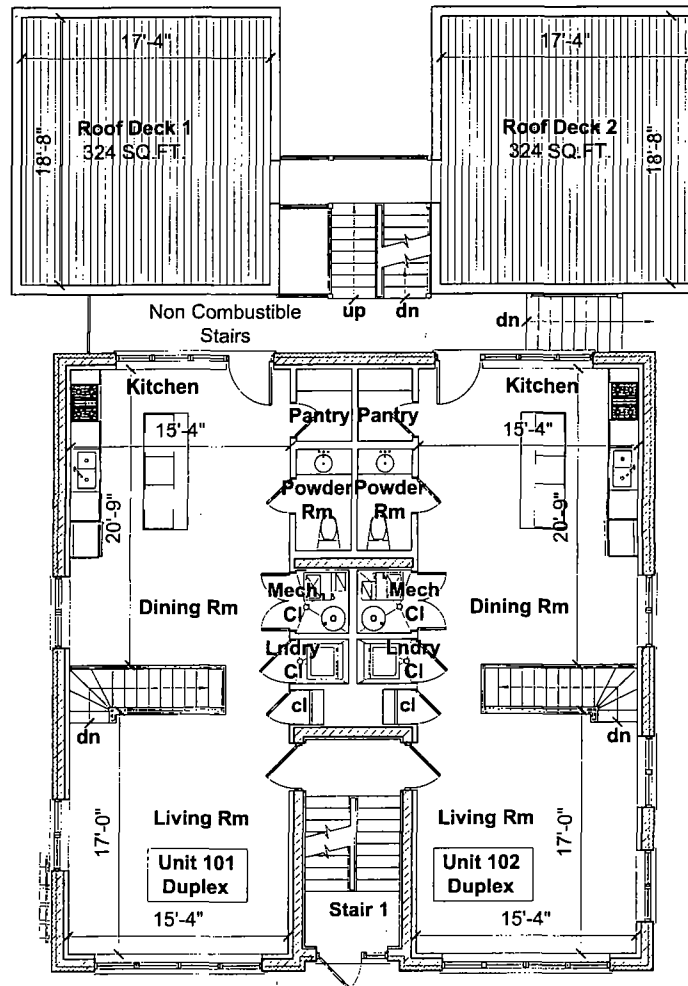 17'-4"
17'-4"
Roof Deck 1
324 SQ.FT.
18'-8"
Roof Deck 2
324 SQ.FT.
18'-8"
Non Combustible
Stairs
up
dn
dn
Kitchen
Kitchen
Pantry
Pantry
15'-4"
15'-4"
Powder
Rm
Powder
Rm
20'-9"
20'-9"
Mech
Cl
Mech
Cl
Dining Rm
Dining Rm
Lndry
Cl
Lndry
Cl
cl
cl
dn
dn
Living Rm
Living Rm
17'-0"
17'-0"
Unit 101
Duplex
Unit 102
Duplex
Stair 1
15'-4"
15'-4"